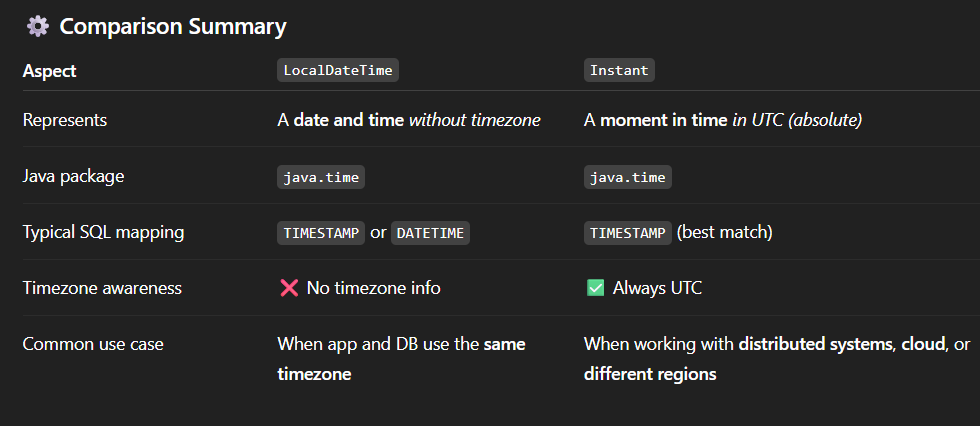 ⚙️ Comparison Summary
Aspect LocalDateTime Instant
Represents A date and time without timezone A moment in time in UTC (absolute)
Java package java.time java.time
Typical SQL mapping TIMESTAMP or DATETIME TIMESTAMP (best match)
Timezone awareness ❌ No timezone info ✅ Always UTC
Common use case When app and DB use the same When working with distributed systems, cloud, or
timezone different regions